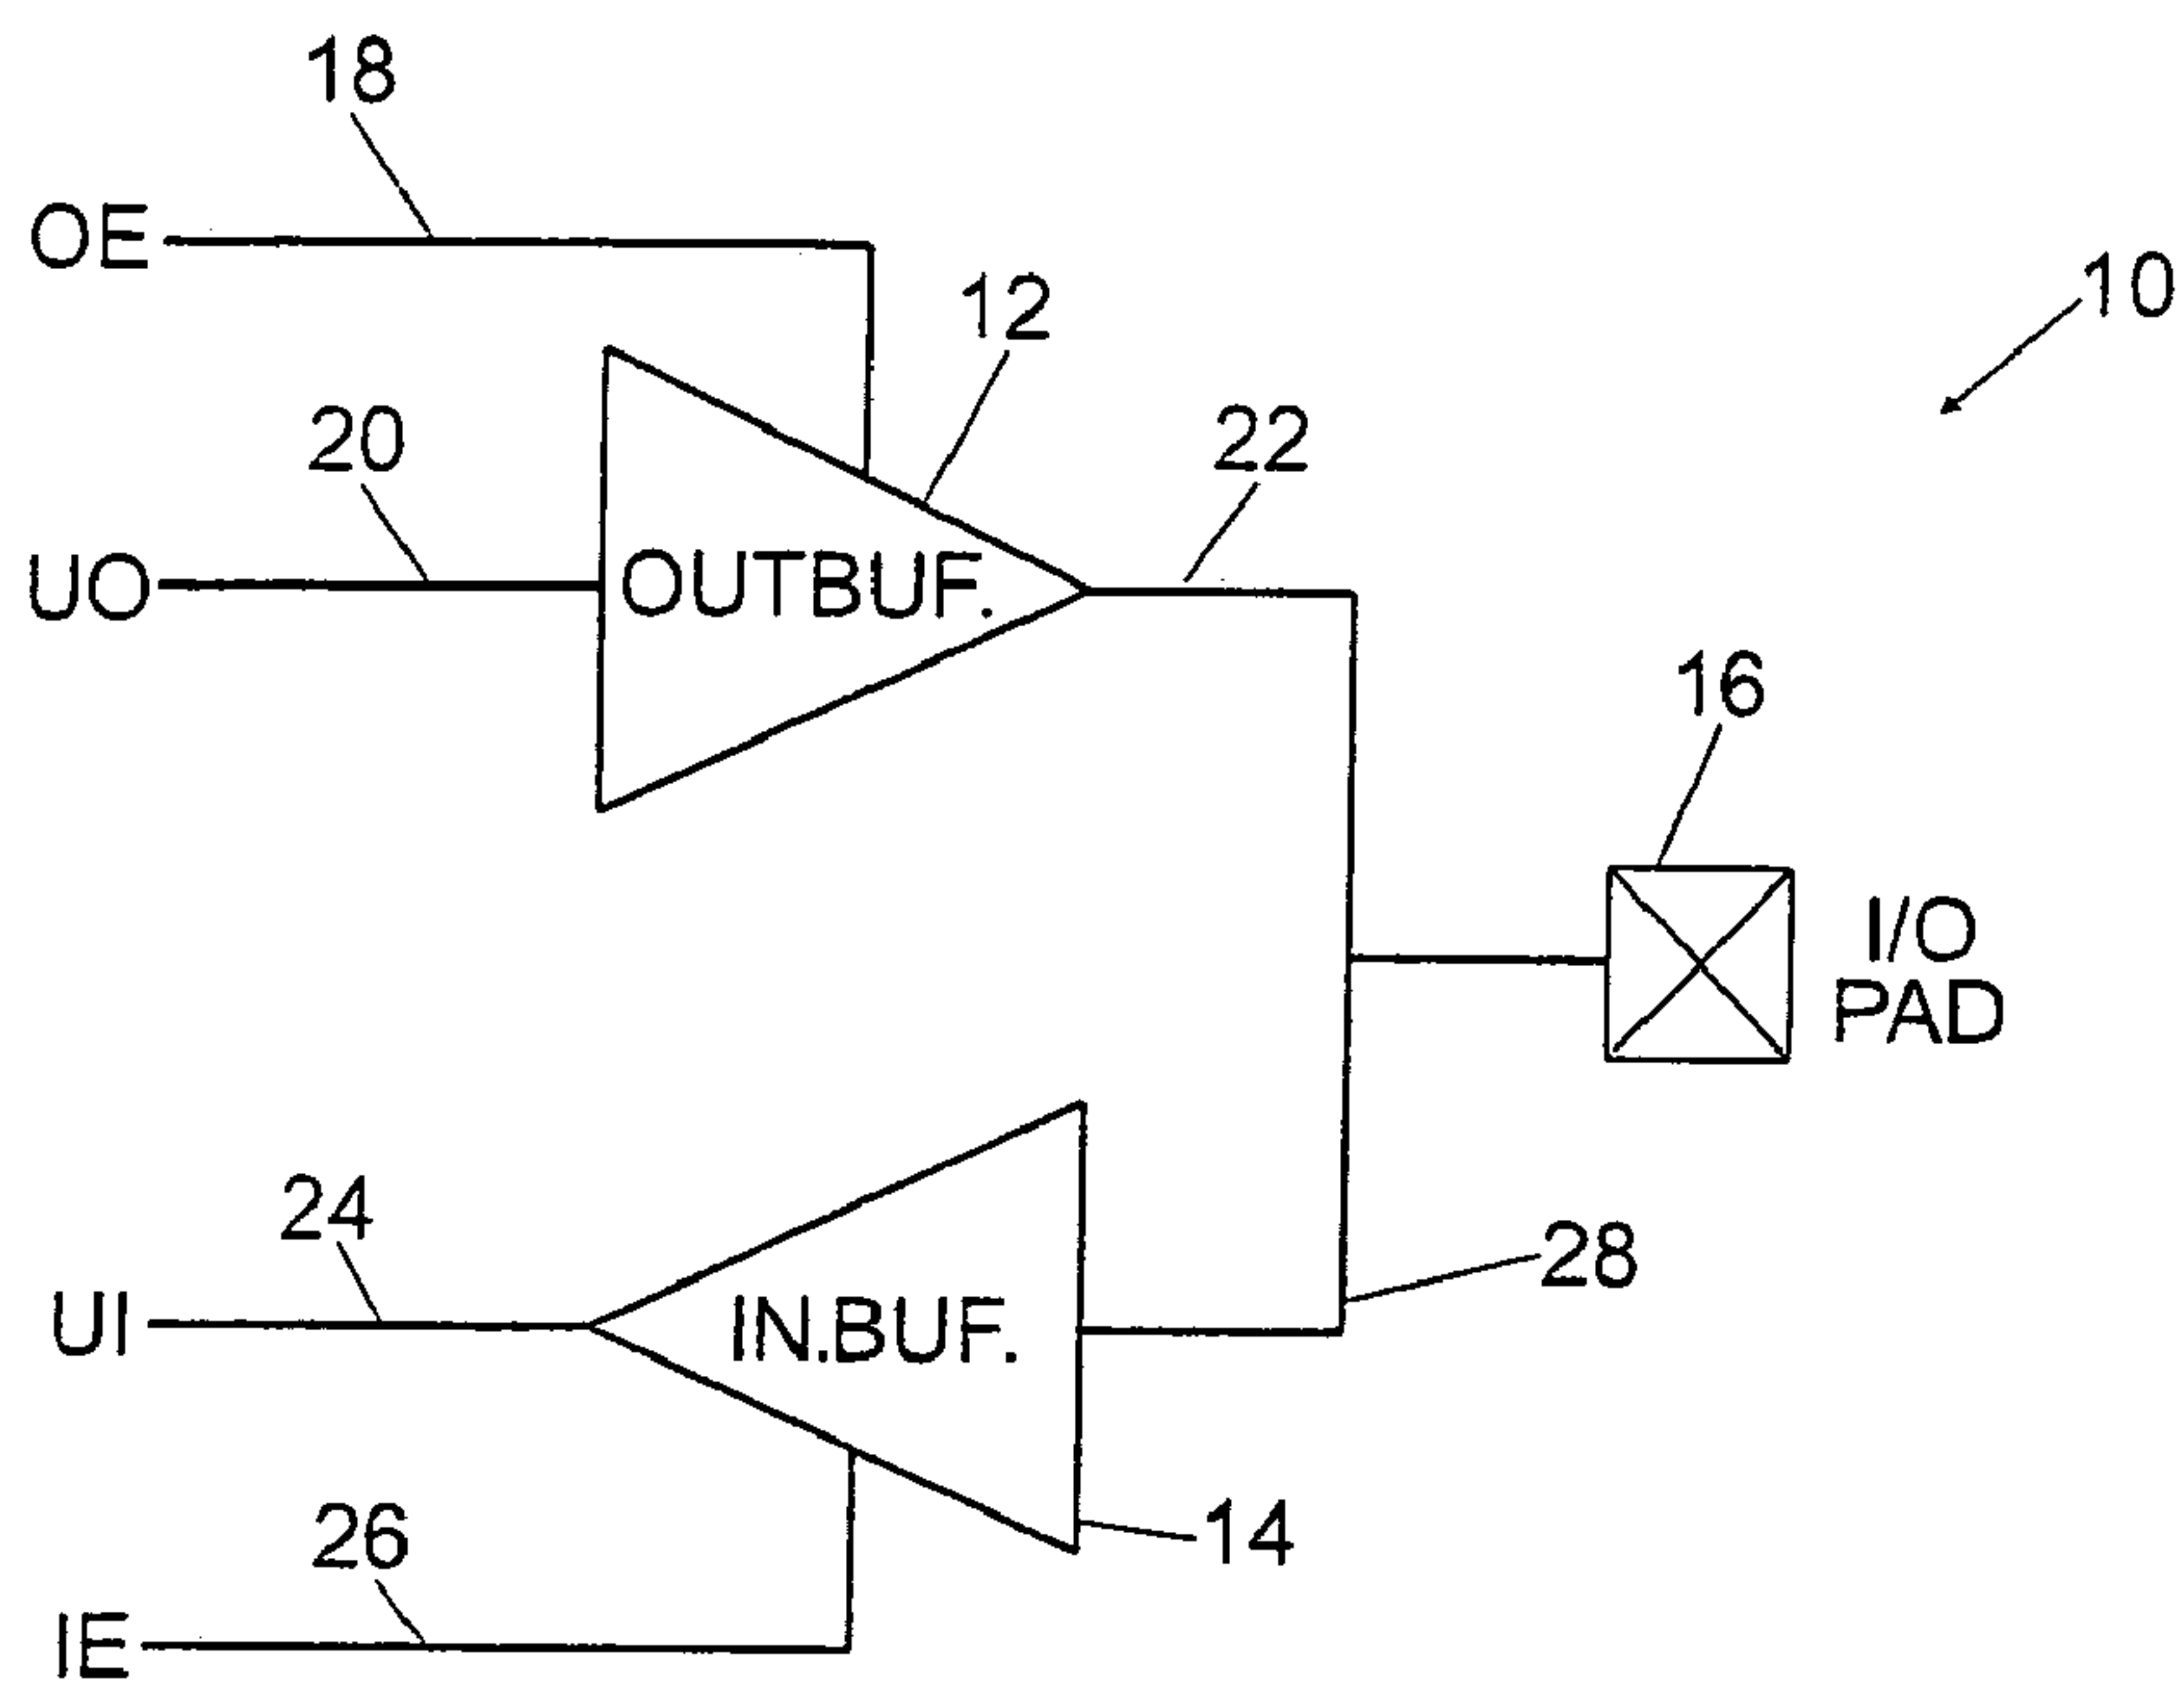 18
OE
10
12
20
22
UO
OUTBUF.
16
I/O
PAD
24
28
UI
IN.BUF.
26
14
IE